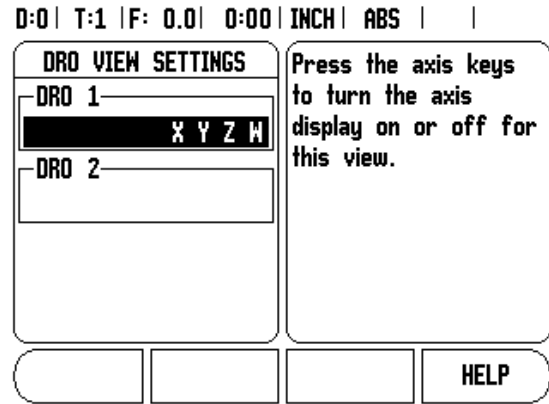 D:0| T:1 |F: 0.0| 0:00|INCH| ABS | |
DRO VIEW SETTINGS
DRO 1
X Y Z W
DRO 2
Press the axis keys
to turn the axis
display on or off for
this view.
HELP